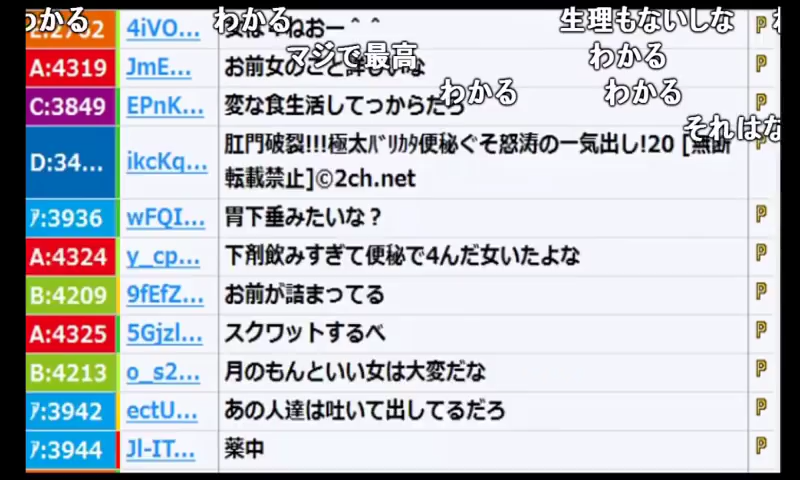 わかる
わかる
生理もないしな
4iVO...
マジで最高
わかる
A:4319 JmE... お前女のこと詳しいな
わかる
わかる
C:3849 EPnK... 変な食生活してっからだろ
それはな
D:34... ikcKq... 肛門破裂!!!極太ﾊﾞﾘｶﾀ便秘ぐそ怒涛の一気出し!20 [無断
転載禁止]©2ch.net
ｱ:3936 wFQI... 胃下垂みたいな？
A:4324 y_cp... 下剤飲みすぎて便秘で4んだ女いたよな
B:4209 9fEfZ... お前が詰まってる
A:4325 5Gjzl... スクワットするべ
B:4213 o_s2... 月のもんといい女は大変だな
ｱ:3942 ectU... あの人達は吐いて出してるだろ
ｱ:3944 Jl-IT... 薬中